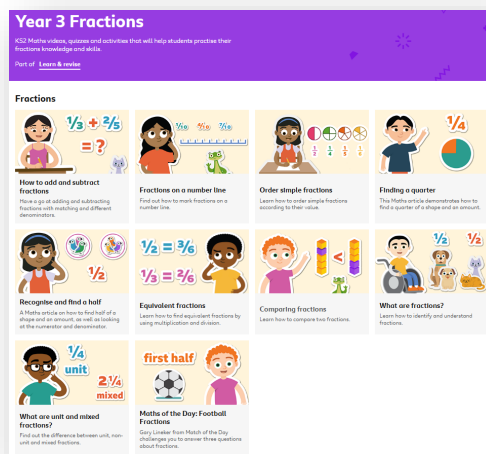 Year 3 Fractions
KS2 Maths videos, quizzes and activities that will help students practise their
fractions knowledge and skills.
Part of Learn & revise
Fractions
1/3 + 2/5
= ?
How to add and subtract
fractions
Have a go at adding and subtracting
fractions with matching and different
denominators.
Fractions on a number line
Find out how to mark fractions on a
number line.
Order simple fractions
Learn how to order simple fractions
according to their value.
1/4
Finding a quarter
This Maths article demonstrates how to
find a quarter of a shape and an amount.
1/2
Recognise and find a half
A Maths article on how to find half of a
shape and an amount, as well as looking
at the numerator and denominator.
1/2 = 3/6
1/3 = 2/6
Equivalent fractions
Learn how to find equivalent fractions by
using multiplication and division.
<
Comparing fractions
Learn how to compare two fractions.
1/2 1/2
What are fractions?
Learn how to identify and understand
fractions.
1/4
unit
2 1/4
mixed
What are unit and mixed
fractions?
Find out the difference between unit, non-
unit and mixed fractions.
first half
Maths of the Day: Football
Fractions
Gary Lineker from Match of the Day
challenges you to answer three questions
about fractions.